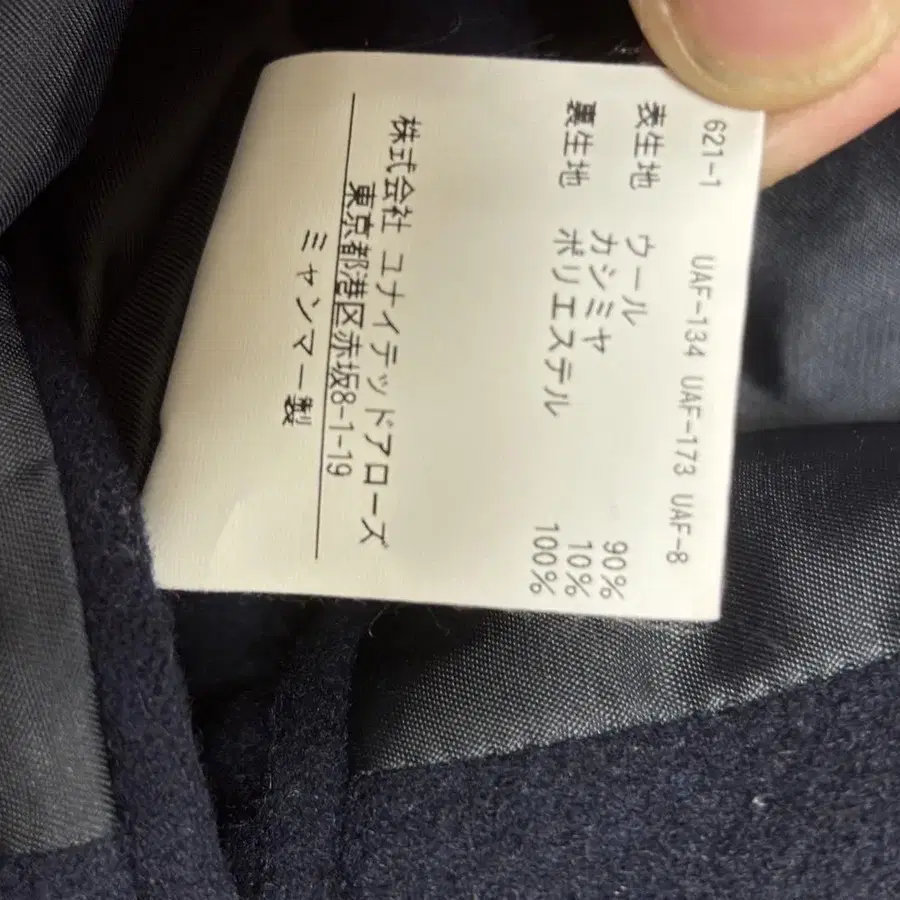 621-1 UAF-134 UAF-173 UAF-8
表生地 ウール 90%
カシミヤ 10%
裏生地 ポリエステル 100%
株式会社 ユナイテッドアローズ
東京都港区赤坂8-1-19
ミャンマー製